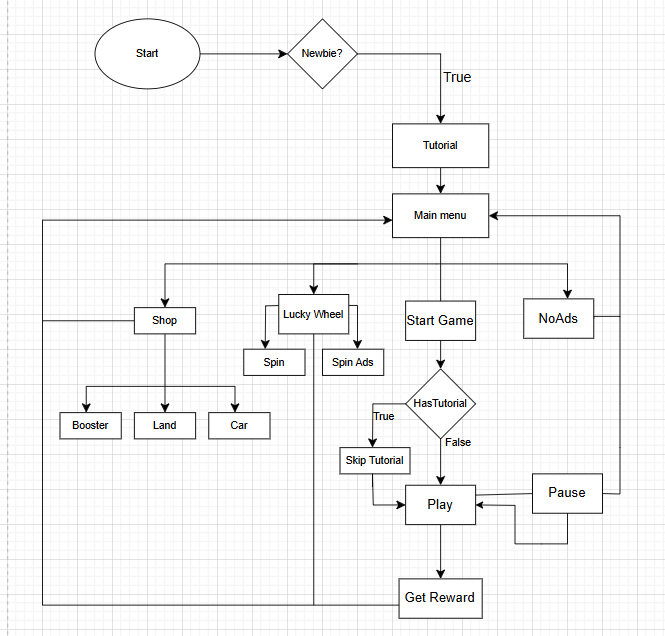 Start
Newbie?
True
Tutorial
Main menu
Shop
Lucky Wheel
Start Game
NoAds
Spin
Spin Ads
HasTutorial
True
Booster
Land
Car
False
Skip Tutorial
Play
Pause
Get Reward